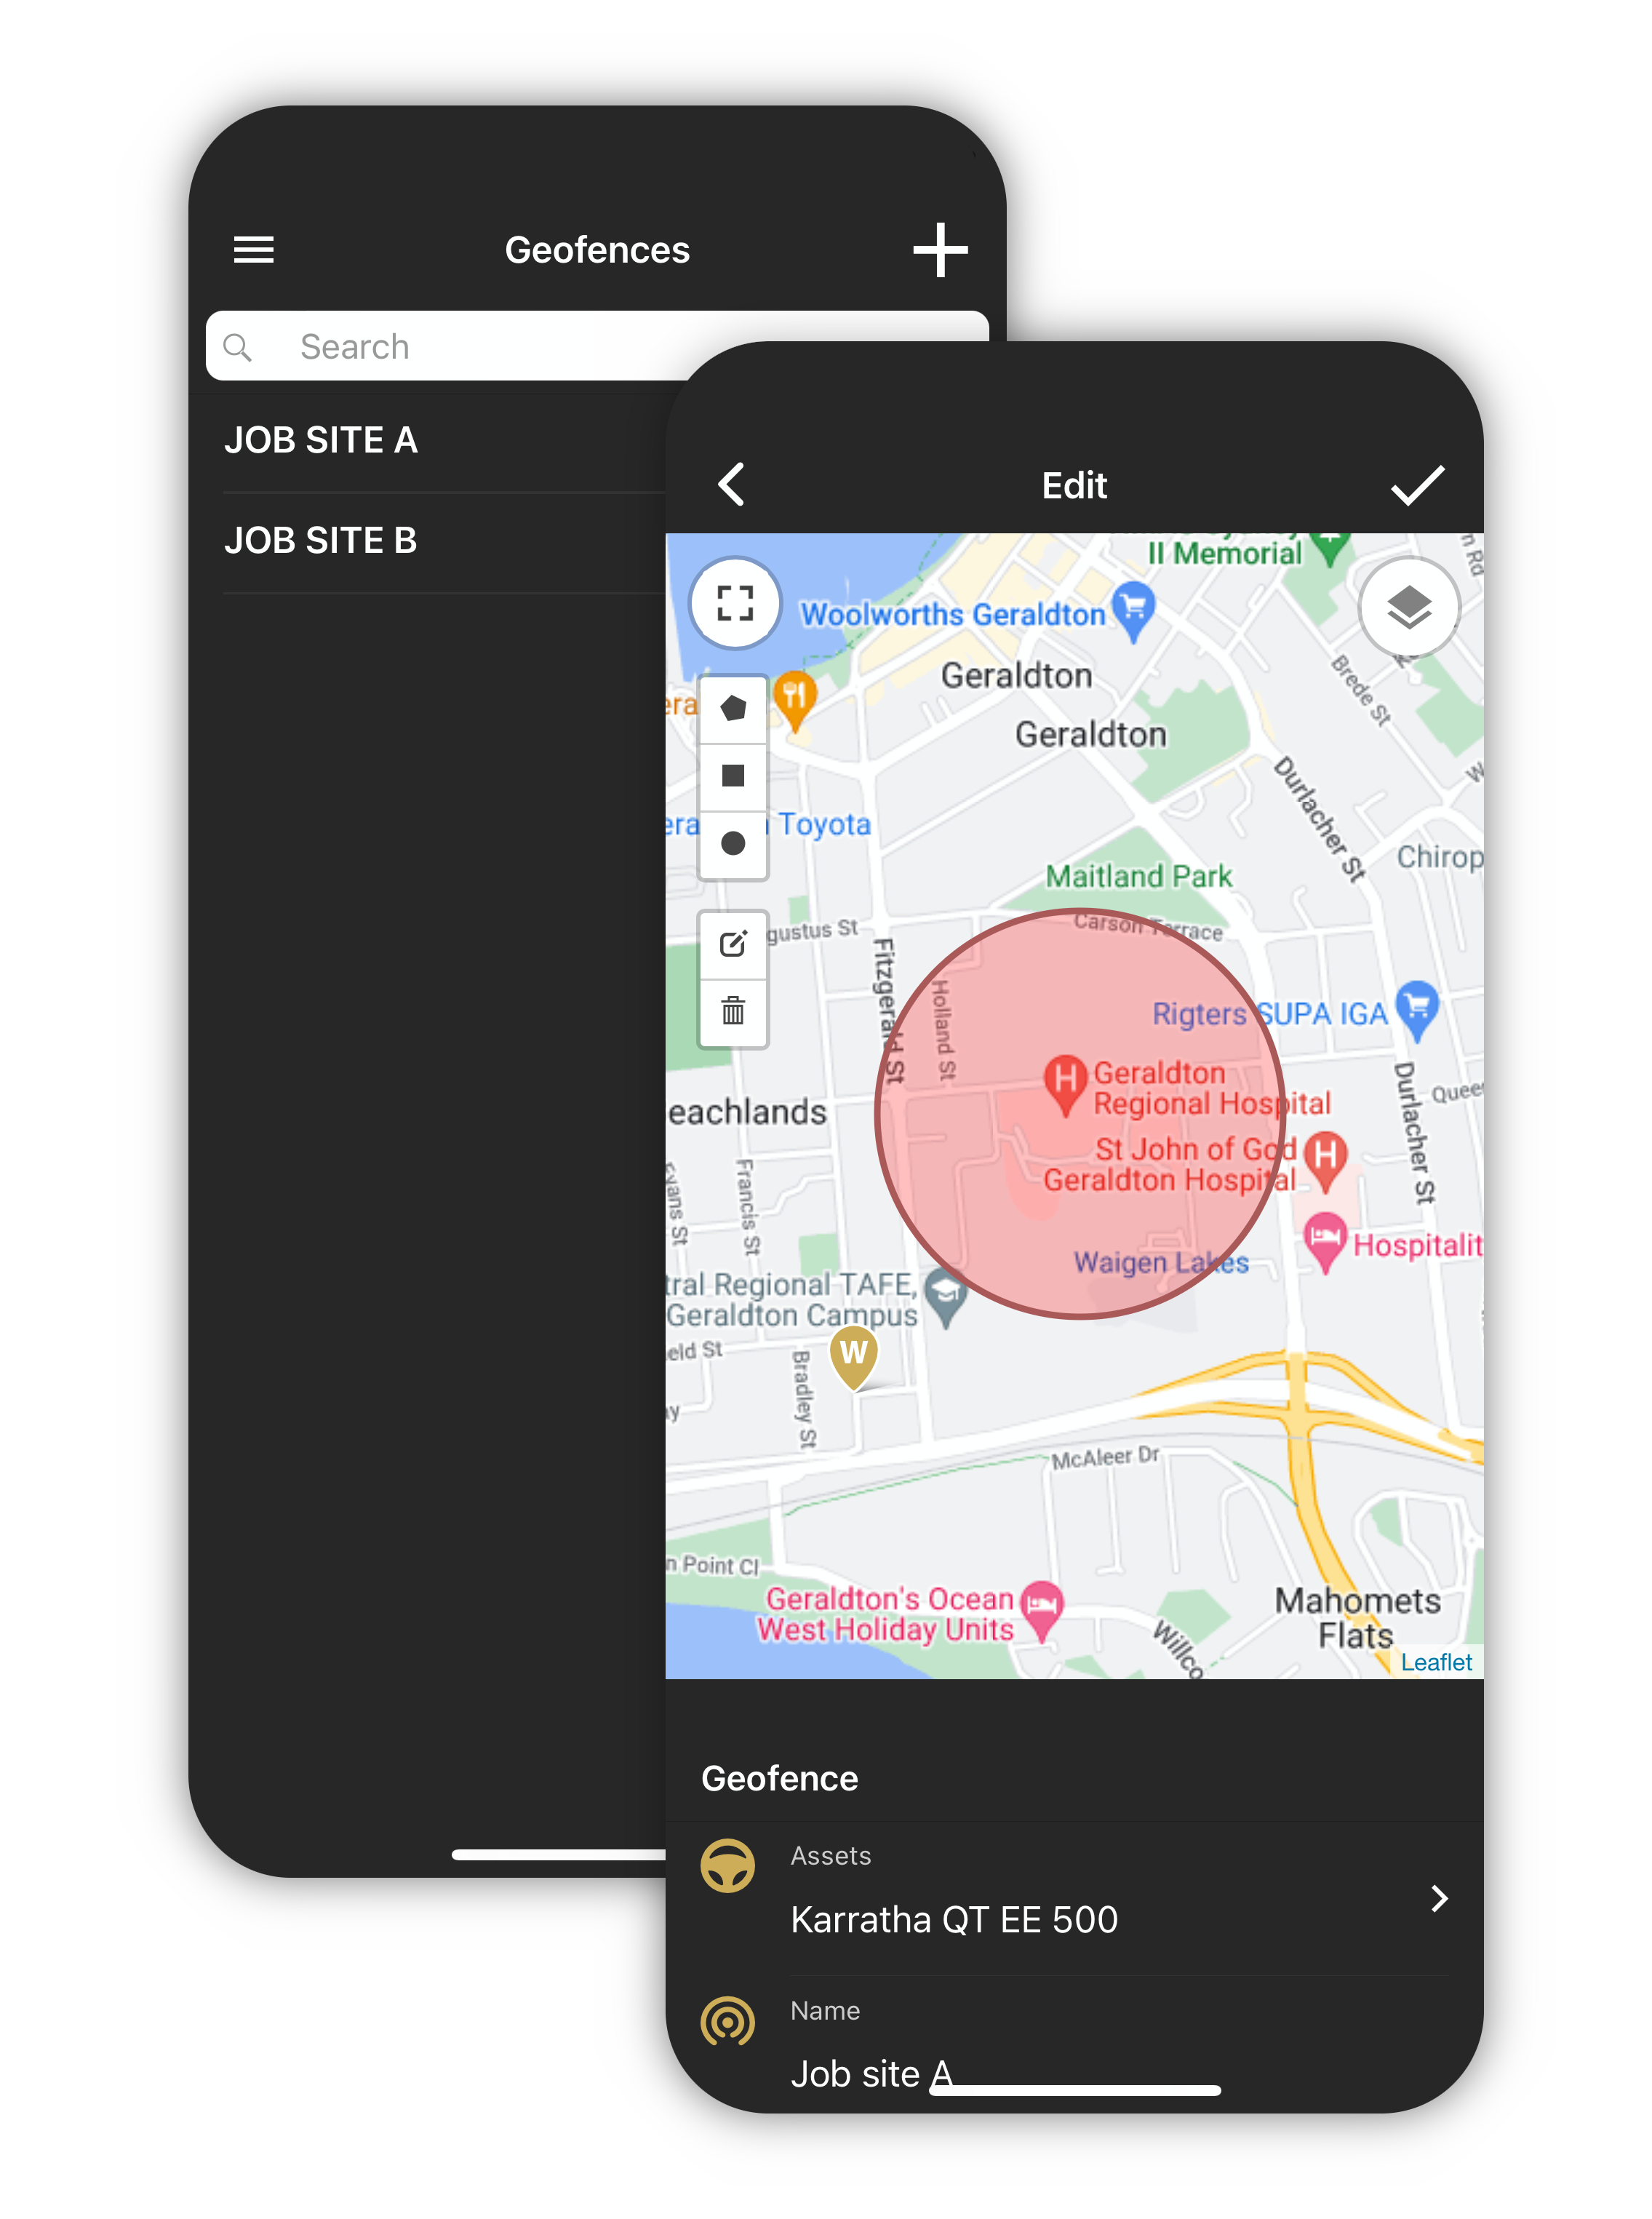 Geofences
Search
JOB SITE A
JOB SITE B
Edit
II Memorial
Woolworths Geraldton
Geraldton
Geraldton
Brede St
Durlacher St
Toyota
Chirop
Maitland Park
Carson Terrace
gustus St
Fitzgerald St
Holland St
Rigters SUPA IGA
Geraldton
Regional Hospital
Durlacher St
Quee
eachlands
St John of God
Geraldton Hospital
Evans St
Francis St
Hospitalit
Waigen Lakes
tral Regional TAFE,
Geraldton Campus
eld St
W
Bradley St
McAleer Dr
n Point Cl
Geraldton's Ocean
West Holiday Units
Mahomets
Flats
Willco
Leaflet
Geofence
Assets
Karratha QT EE 500
Name
Job site A